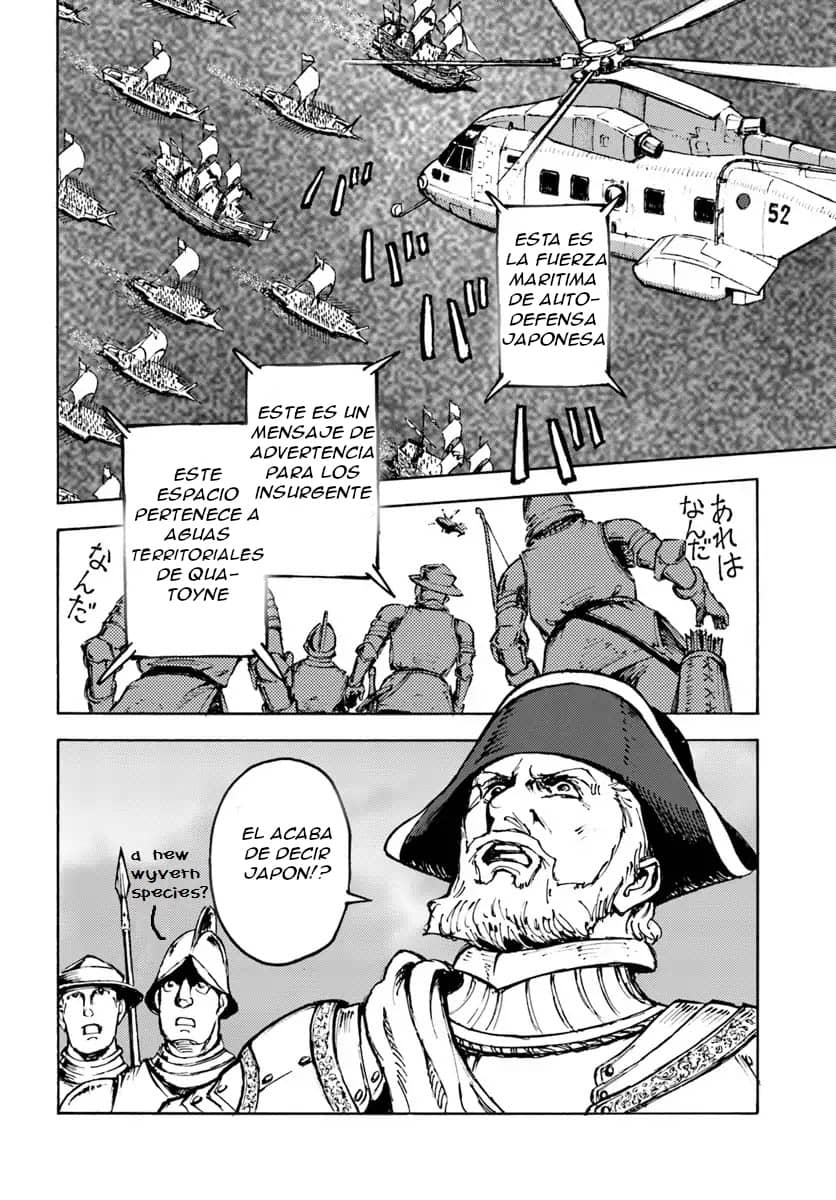 52
ESTA ES
LA FUERZA
MARITIMA
DE AUTO-
DEFENSA
JAPONESA
ESTE ES UN
MENSAJE DE
ADVERTENCIA
PARA LOS
INSURGENTE
ESTE
ESPACIO
PERTENECE A
AGUAS
TERRITORIALES
DE QUA-
TOYNE
あれは
なんだ
なんだ
EL ACABA
DE DECIR
JAPON!?
a new
wyvern
species?